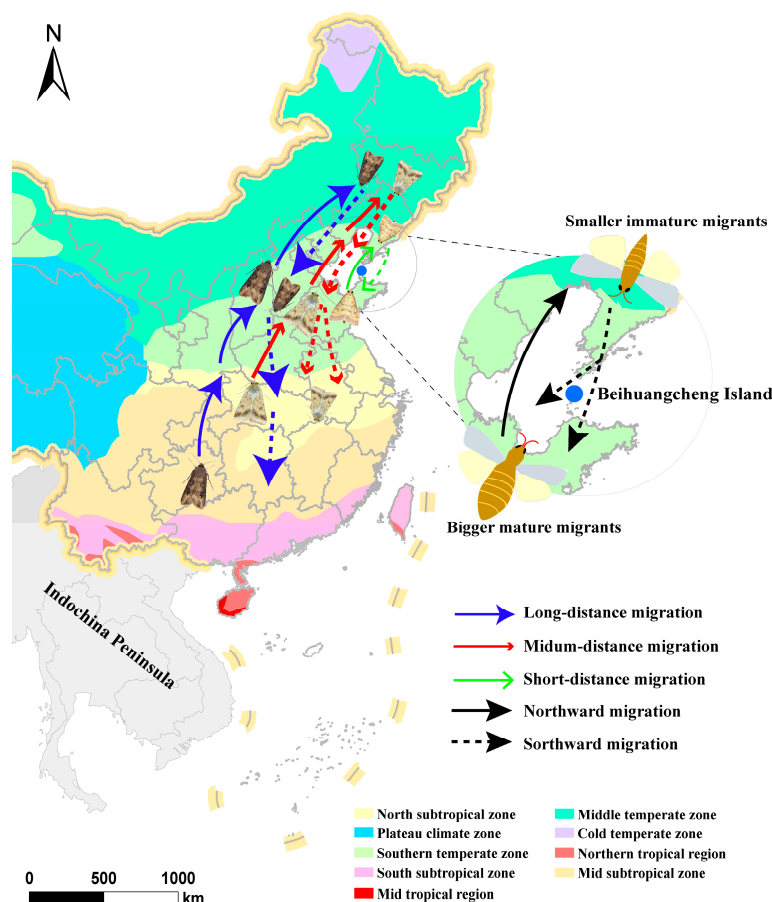 N
Smaller immature migrants
Beihuangcheng Island
Bigger mature migrants
Indochina Peninsula
Long-distance migration
Midum-distance migration
Short-distance migration
Northward migration
Sorthward migration
North subtropical zone
Middle temperate zone
Plateau climate zone
Cold temperate zone
Southern temperate zone
Northern tropical region
South subtropical zone
Mid subtropical zone
Mid tropical region
0 500 1000
km